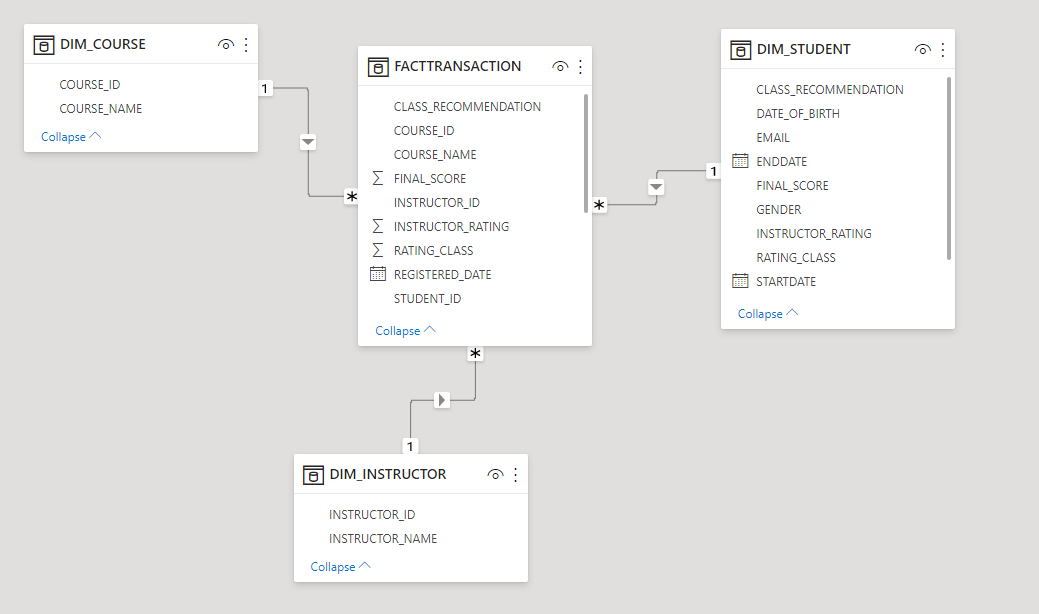 DIM_COURSE
COURSE_ID
COURSE_NAME
Collapse
1
*
FACTTRANSACTION
CLASS_RECOMMENDATION
COURSE_ID
COURSE_NAME
FINAL_SCORE
INSTRUCTOR_ID
INSTRUCTOR_RATING
RATING_CLASS
REGISTERED_DATE
STUDENT_ID
Collapse
*
1
DIM_STUDENT
CLASS_RECOMMENDATION
DATE_OF_BIRTH
EMAIL
ENDDATE
FINAL_SCORE
GENDER
INSTRUCTOR_RATING
RATING_CLASS
STARTDATE
Collapse
*
1
DIM_INSTRUCTOR
INSTRUCTOR_ID
INSTRUCTOR_NAME
Collapse